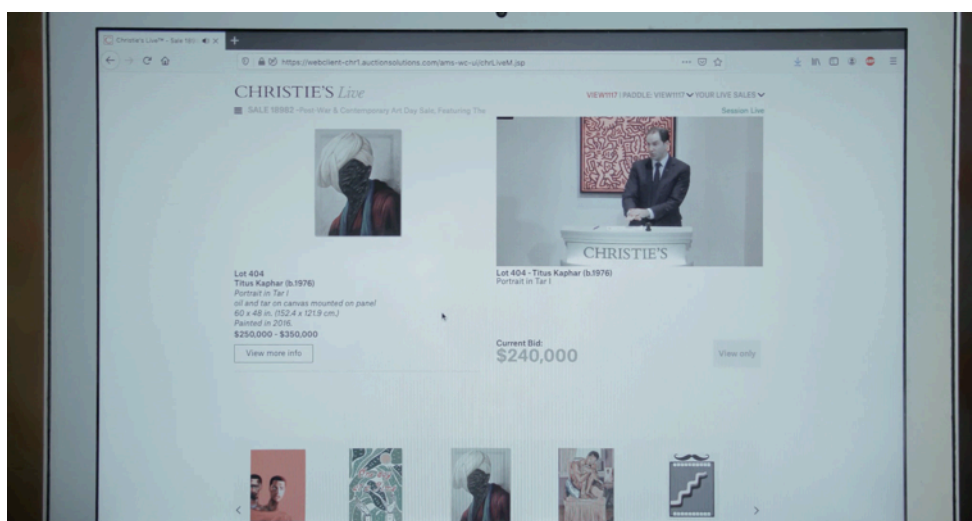 Christie's Live™ - Sale 189
https://webclient-chr1.auctionsolutions.com/ams-wc-ui/chrLiveM.jsp
CHRISTIE'S Live
VIEW1117 | PADDLE: VIEW1117 YOUR LIVE SALES
SALE 18982 -Post-War & Contemporary Art Day Sale, Featuring The
Session Live
CHRISTIE'S
Lot 404
Titus Kaphar (b.1976)
Portrait in Tar I
oil and tar on canvas mounted on panel
60 x 48 in. (152.4 x 121.9 cm.)
Painted in 2016.
$250,000 - $350,000
View more info
Lot 404 - Titus Kaphar (b.1976)
Portrait in Tar I
Current Bid:
$240,000
View only